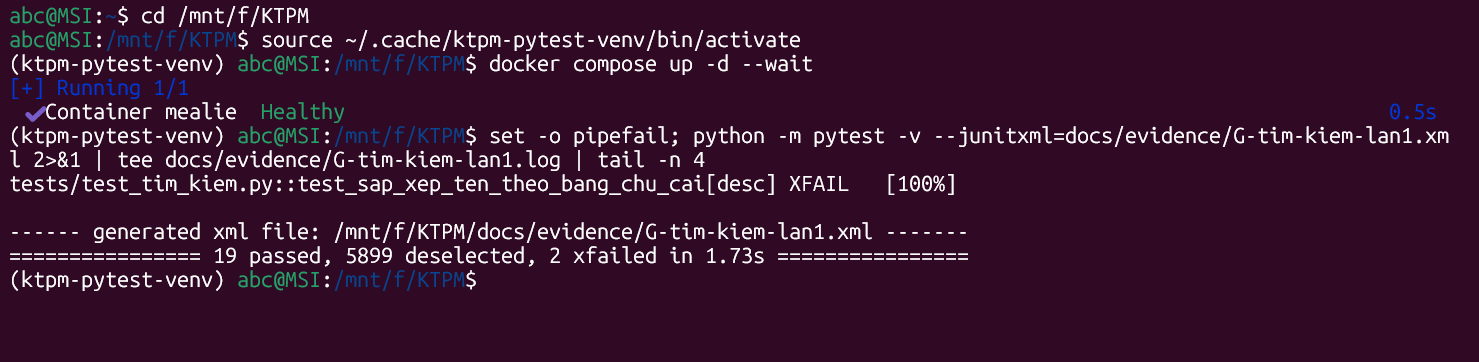 abc@MSI:~$ cd /mnt/f/KTPM
abc@MSI:/mnt/f/KTPM$ source ~/.cache/ktpm-pytest-venv/bin/activate
(ktpm-pytest-venv) abc@MSI:/mnt/f/KTPM$ docker compose up -d --wait
[+] Running 1/1
✔Container mealie  Healthy 0.5s
(ktpm-pytest-venv) abc@MSI:/mnt/f/KTPM$ set -o pipefail; python -m pytest -v --junitxml=docs/evidence/G-tim-kiem-lan1.xm
l 2>&1 | tee docs/evidence/G-tim-kiem-lan1.log | tail -n 4
tests/test_tim_kiem.py::test_sap_xep_ten_theo_bang_chu_cai[desc] XFAIL   [100%]
------ generated xml file: /mnt/f/KTPM/docs/evidence/G-tim-kiem-lan1.xml -------
================ 19 passed, 5899 deselected, 2 xfailed in 1.73s ================
(ktpm-pytest-venv) abc@MSI:/mnt/f/KTPM$